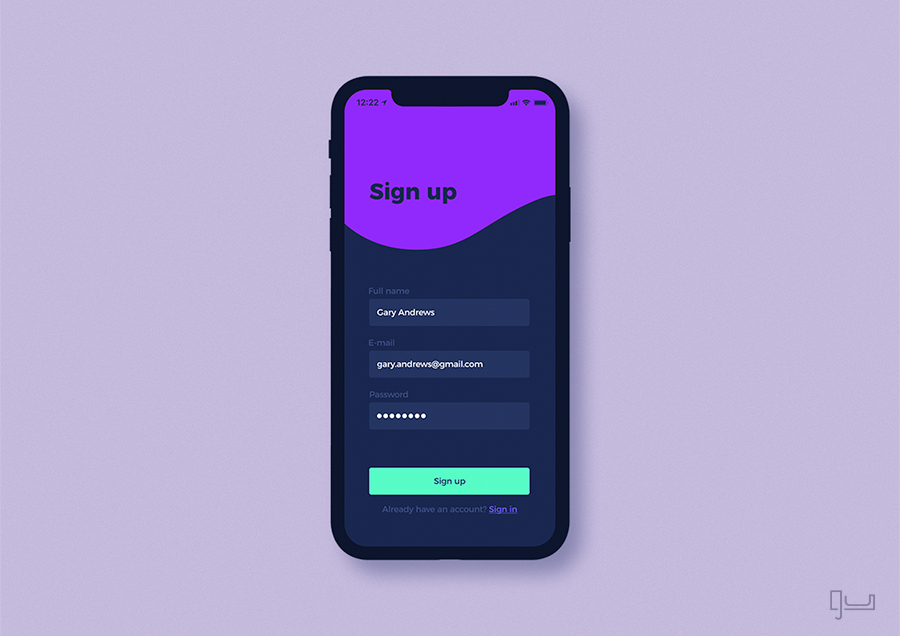 12:22
Sign up
Full name
Gary Andrews
E-mail
gary.andrews@gmail.com
Password
Sign up
Already have an account? Sign in